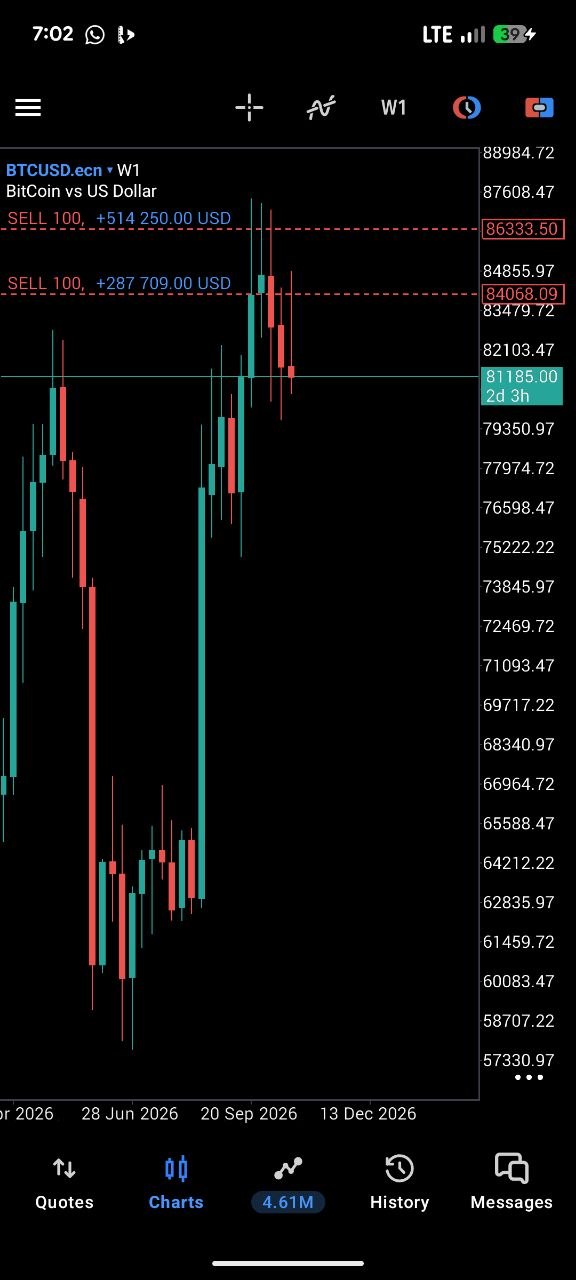 7:02
LTE 39
W1
BTCUSD.ecn W1
BitCoin vs US Dollar
SELL 100, +514 250.00 USD
SELL 100, +287 709.00 USD
88984.72
87608.47
86333.50
84855.97
84068.09
83479.72
82103.47
81185.00
2d 3h
79350.97
77974.72
76598.47
75222.22
73845.97
72469.72
71093.47
69717.22
68340.97
66964.72
65588.47
64212.22
62835.97
61459.72
60083.47
58707.22
57330.97
pr 2026 28 Jun 2026 20 Sep 2026 13 Dec 2026
Quotes Charts 4.61M History Messages